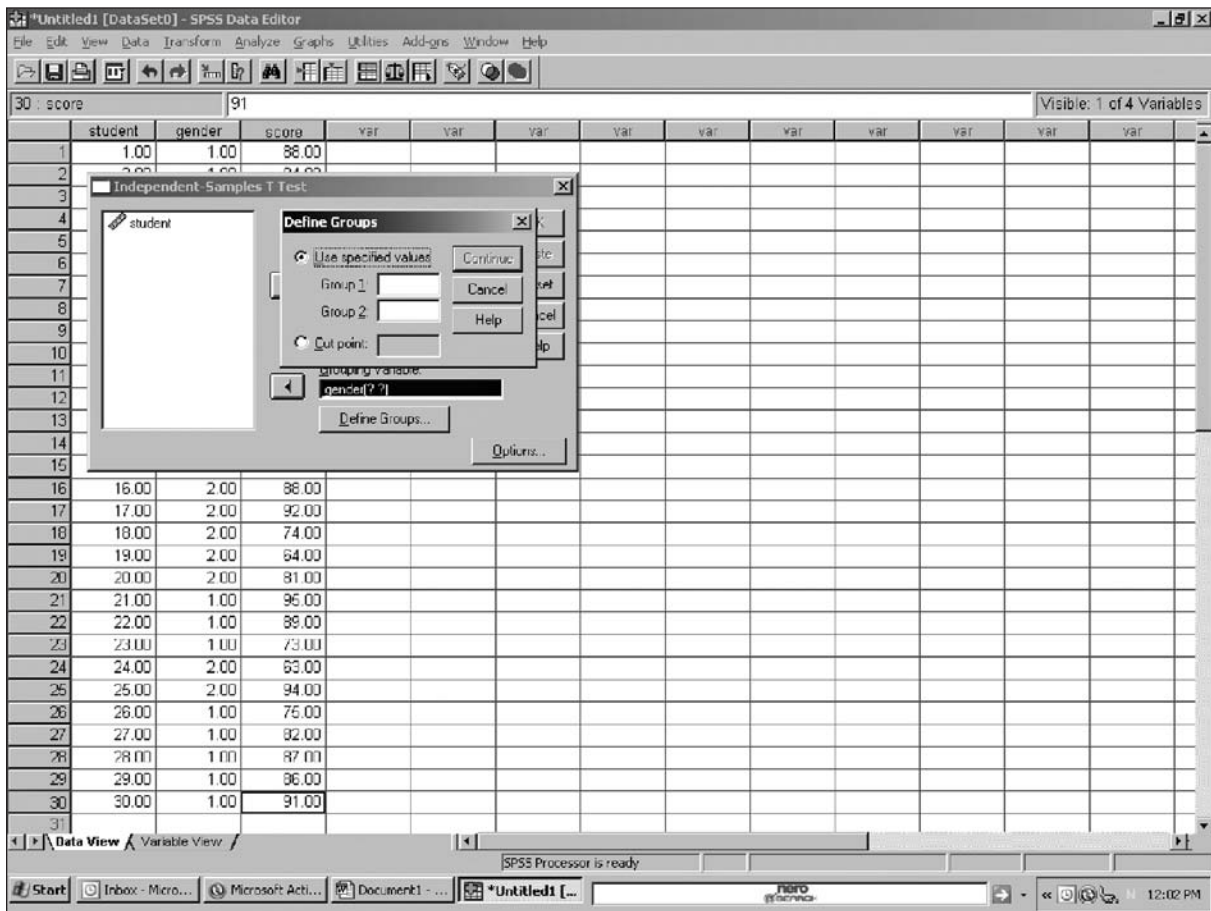 *Untitled1 [DataSet0] - SPSS Data Editor
File Edit View Data Transform Analyze Graphs Utilities Add-ons Window Help
30 : score 91 Visible: 1 of 4 Variables
student gender score var var var var var var var var var var
1 1.00 1.00 88.00
2
Independent-Samples T Test
3
4 student Define Groups
5
6 Use specified values Continue
7 Group 1: Cancel
8 Group 2: Help
9
10 Cut point:
11 Grouping Variable:
12 gender(? ?)
13 Define Groups...
14 Options...
15
16 16.00 2.00 88.00
17 17.00 2.00 92.00
18 18.00 2.00 74.00
19 19.00 2.00 64.00
20 20.00 2.00 81.00
21 21.00 1.00 95.00
22 22.00 1.00 89.00
23 23.00 1.00 73.00
24 24.00 2.00 63.00
25 25.00 2.00 94.00
26 26.00 1.00 75.00
27 27.00 1.00 82.00
28 28.00 1.00 87.00
29 29.00 1.00 86.00
30 30.00 1.00 91.00
31
Data View Variable View
SPSS Processor is ready
Start Inbox - Micro... Microsoft Acti... Document1 - ... *Untitled1 [... nero SEARCH « 12:02 PM